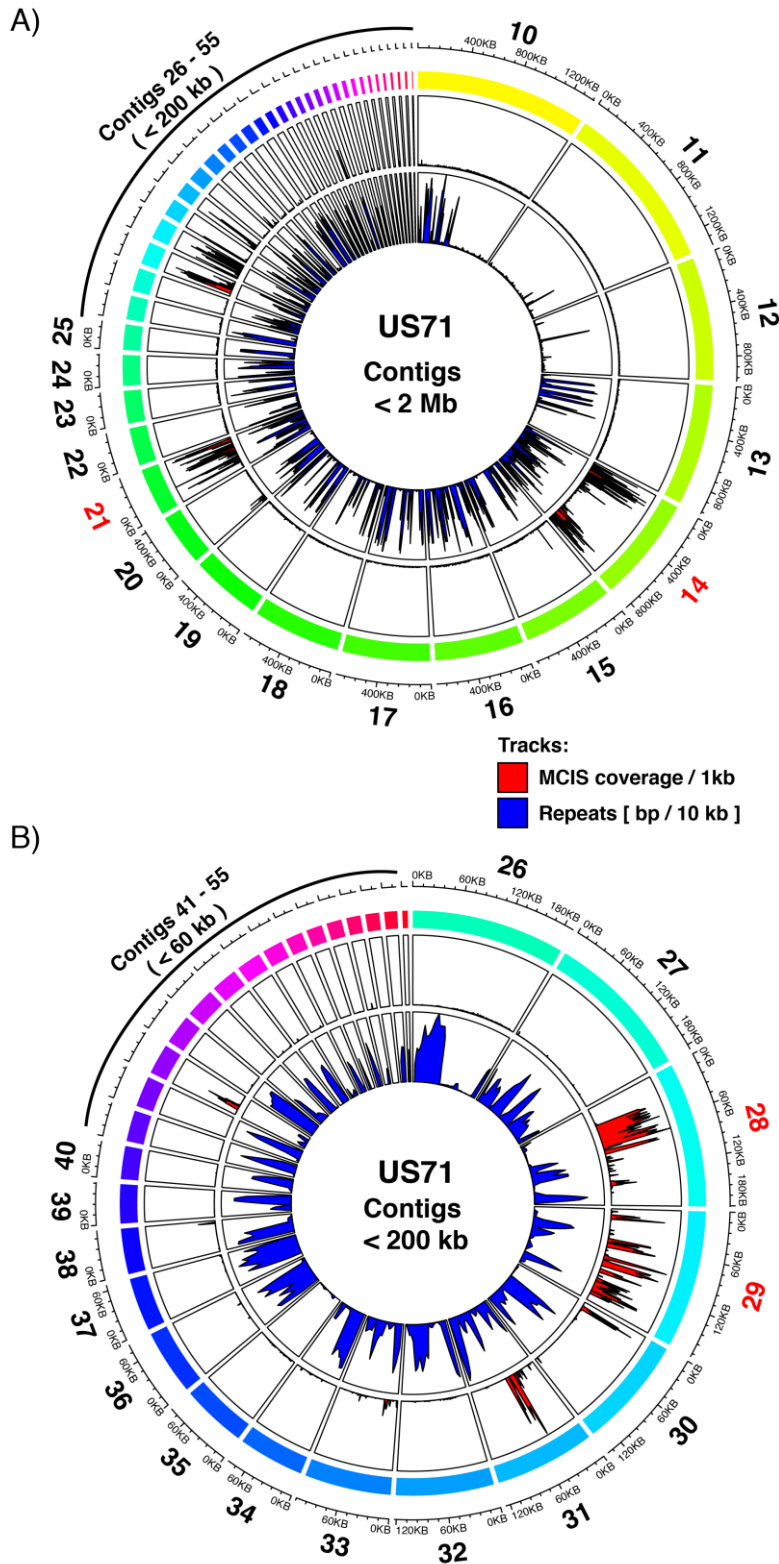 A)
Contigs 26 - 55
( < 200 kb )
10
400KB 800KB 1200KB
11
0KB 400KB 800KB 1200KB
12
0KB 400KB 800KB
13
0KB 400KB 800KB
14
0KB 400KB 800KB
15
0KB 400KB
16
0KB 400KB
17
0KB 400KB
18
0KB 400KB
19
0KB 400KB
20
0KB 400KB
21
0KB
22
0KB
23
0KB
24
0KB
25
0KB
US71
Contigs
< 2 Mb
Tracks:
MCIS coverage / 1kb
Repeats [ bp / 10 kb ]
B)
Contigs 41 - 55
( < 60 kb )
26
0KB 60KB 120KB 180KB
27
0KB 60KB 120KB 180KB
28
0KB 60KB 120KB 180KB
29
0KB 60KB 120KB
30
0KB 60KB 120KB
31
0KB 60KB 120KB
32
0KB 60KB 120KB
33
0KB 60KB
34
0KB 60KB
35
0KB 60KB
36
0KB 60KB
37
0KB 60KB
38
0KB
39
0KB
40
0KB
US71
Contigs
< 200 kb